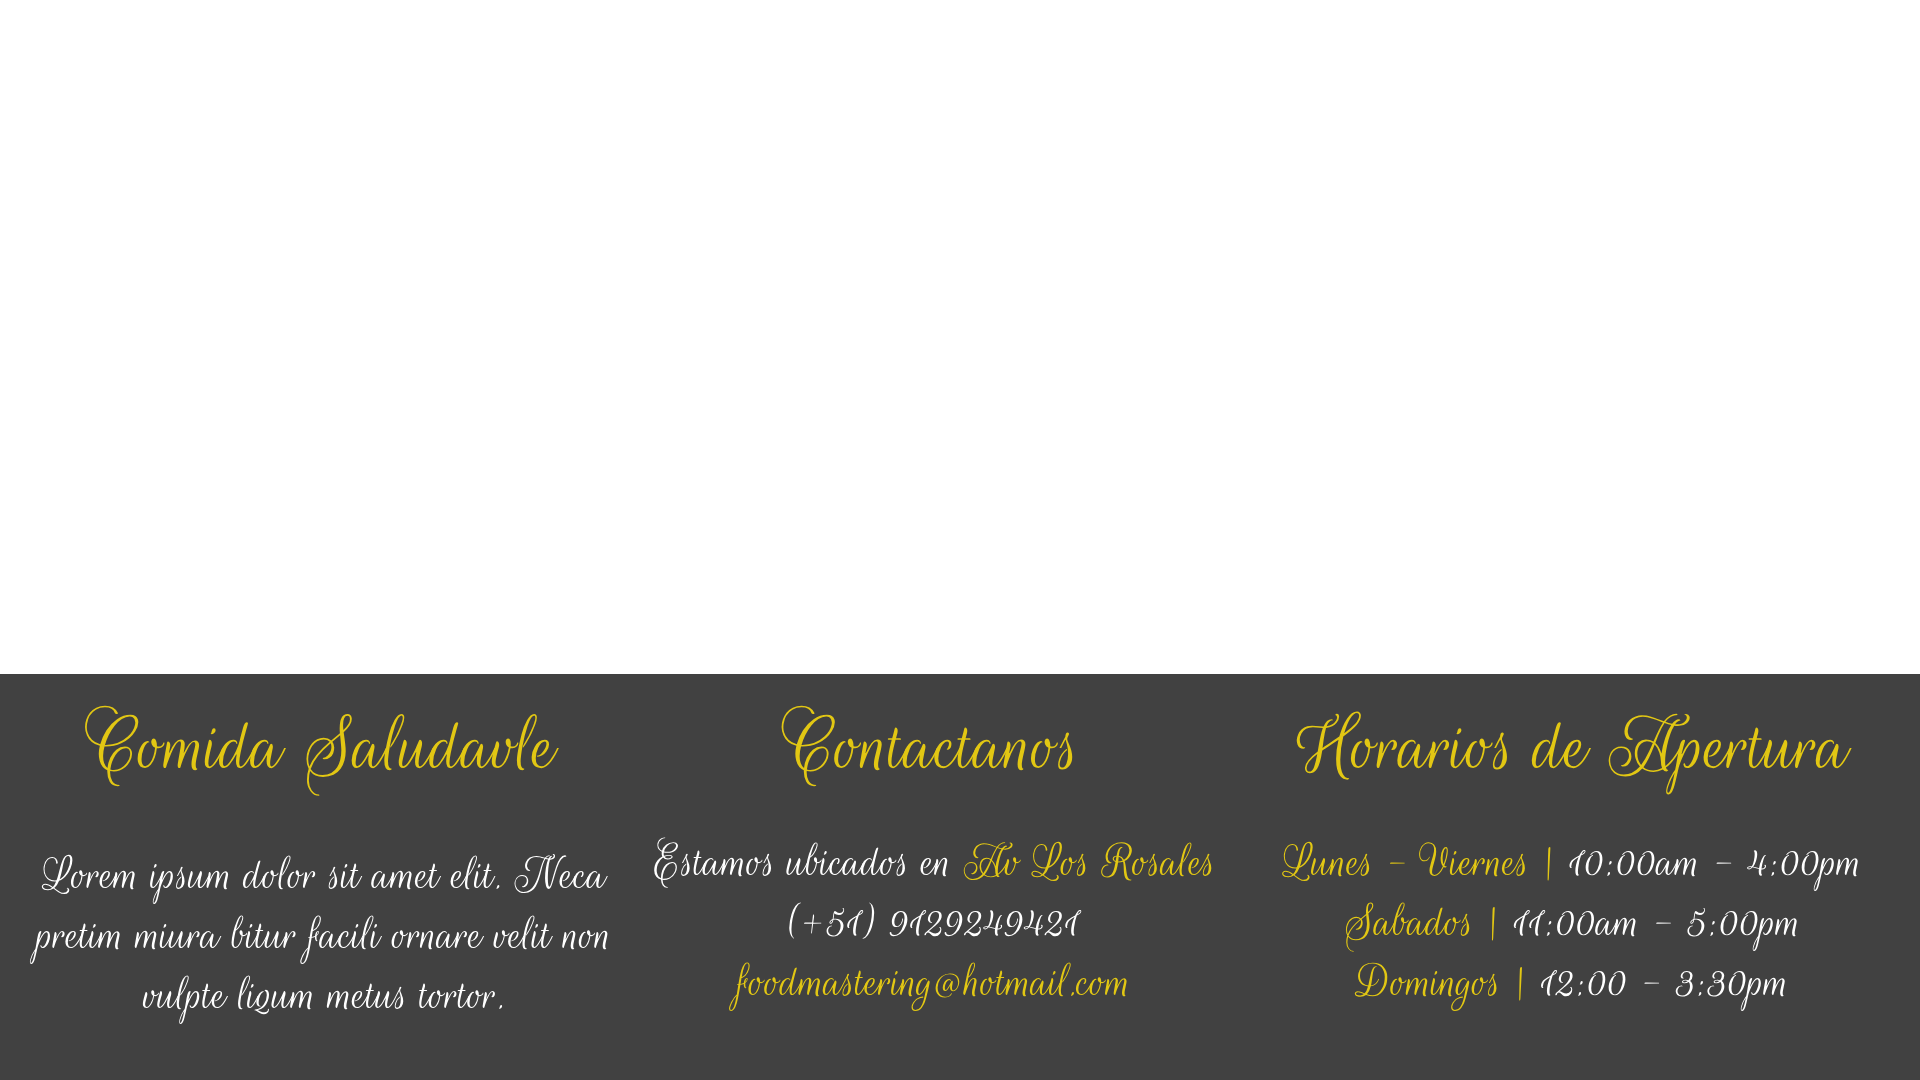 Comida Saludavle
Lorem ipsum dolor sit amet elit. Neca
pretim miura bitur facili ornare velit non
vulpte liqum metus tortor.
Contactanos
Estamos ubicados en Av Los Rosales
(+51) 912924942​1
foodmastering@hotmail.com
Horarios de Apertura
Lunes - Viernes | 10:00am - 4:00pm
Sabados | 11:00am - 5:00pm
Domingos | 12:00 - 3:30pm